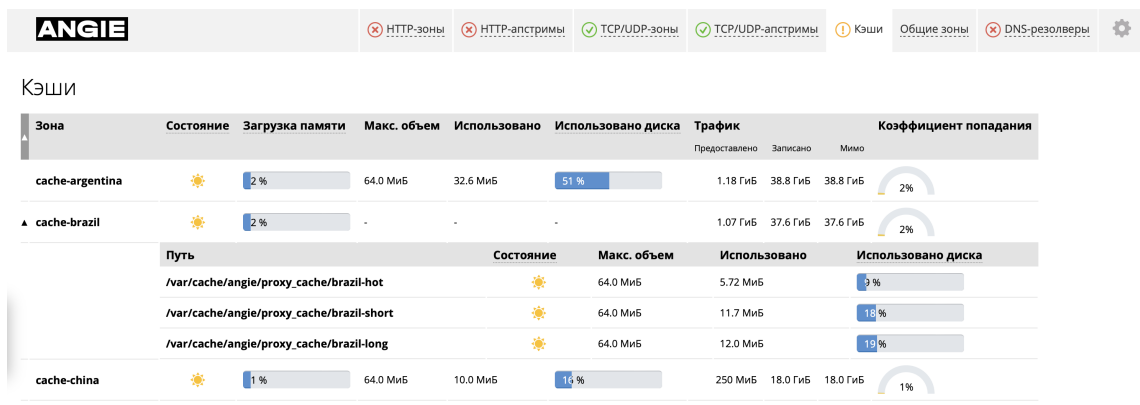 ANGIE HTTP-зоны HTTP-апстримы TCP/UDP-зоны TCP/UDP-апстримы Кэши Общие зоны DNS-резолверы
Кэши
Зона Состояние Загрузка памяти Макс. объем Использовано Использовано диска Трафик Коэффициент попадания
Предоставлено Записано Мимо
cache-argentina 2 % 64.0 МиБ 32.6 МиБ 51 % 1.18 ГиБ 38.8 ГиБ 38.8 ГиБ 2%
cache-brazil 2 % - - - 1.07 ГиБ 37.6 ГиБ 37.6 ГиБ 2%
Путь Состояние Макс. объем Использовано Использовано диска
/var/cache/angie/proxy_cache/brazil-hot 64.0 МиБ 5.72 МиБ 9 %
/var/cache/angie/proxy_cache/brazil-short 64.0 МиБ 11.7 МиБ 18 %
/var/cache/angie/proxy_cache/brazil-long 64.0 МиБ 12.0 МиБ 19 %
cache-china 1 % 64.0 МиБ 10.0 МиБ 16 % 250 МиБ 18.0 ГиБ 18.0 ГиБ 1%